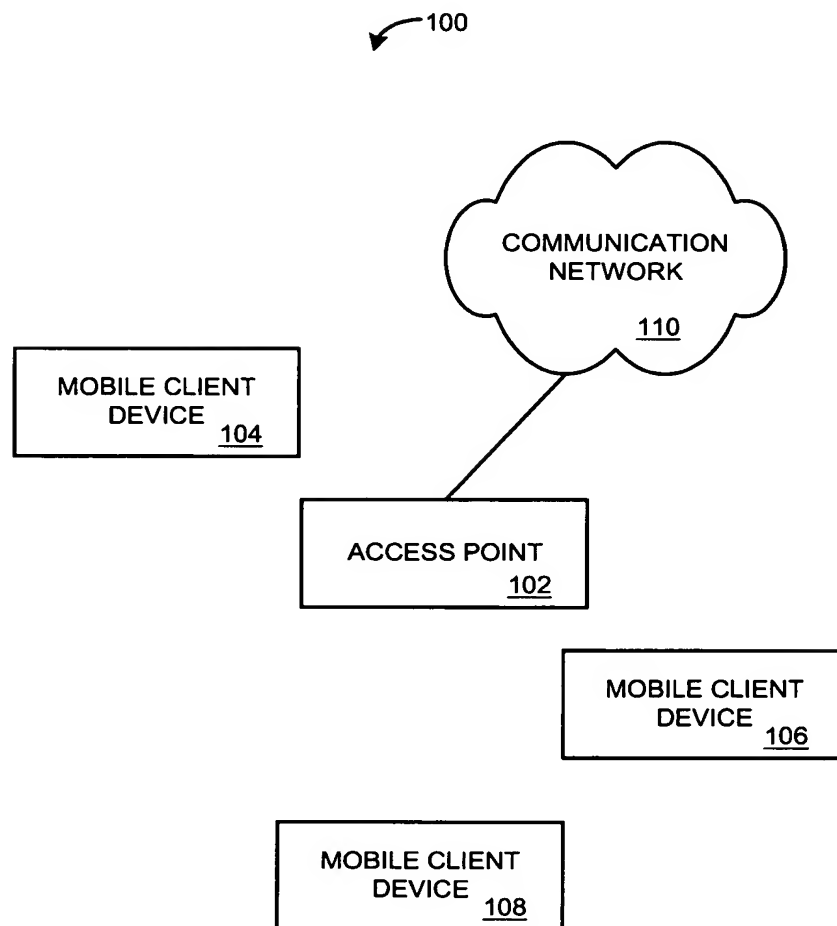 100
COMMUNICATION
NETWORK
110
MOBILE CLIENT
DEVICE
104
ACCESS POINT
102
MOBILE CLIENT
DEVICE
106
MOBILE CLIENT
DEVICE
108